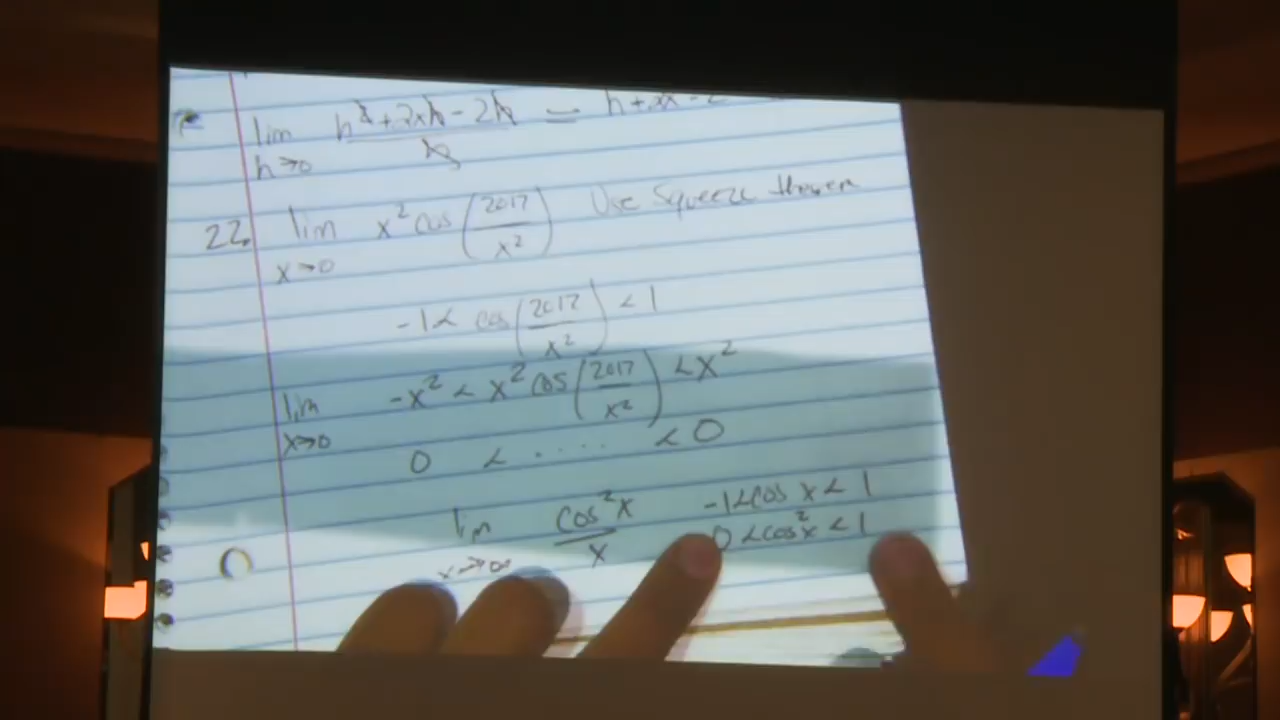 lim h→0 (h² + 2xh - 2h)/h = h + 2x - 2
22. lim x→0 x² cos(2017/x²) Use Squeeze theorem
-1 < cos(2017/x²) < 1
lim x→0 -x² < x² cos(2017/x²) < x²
0 < ..... < 0
lim x→∞ cos²x/x -1 < cos x < 1
0 < cos²x < 1